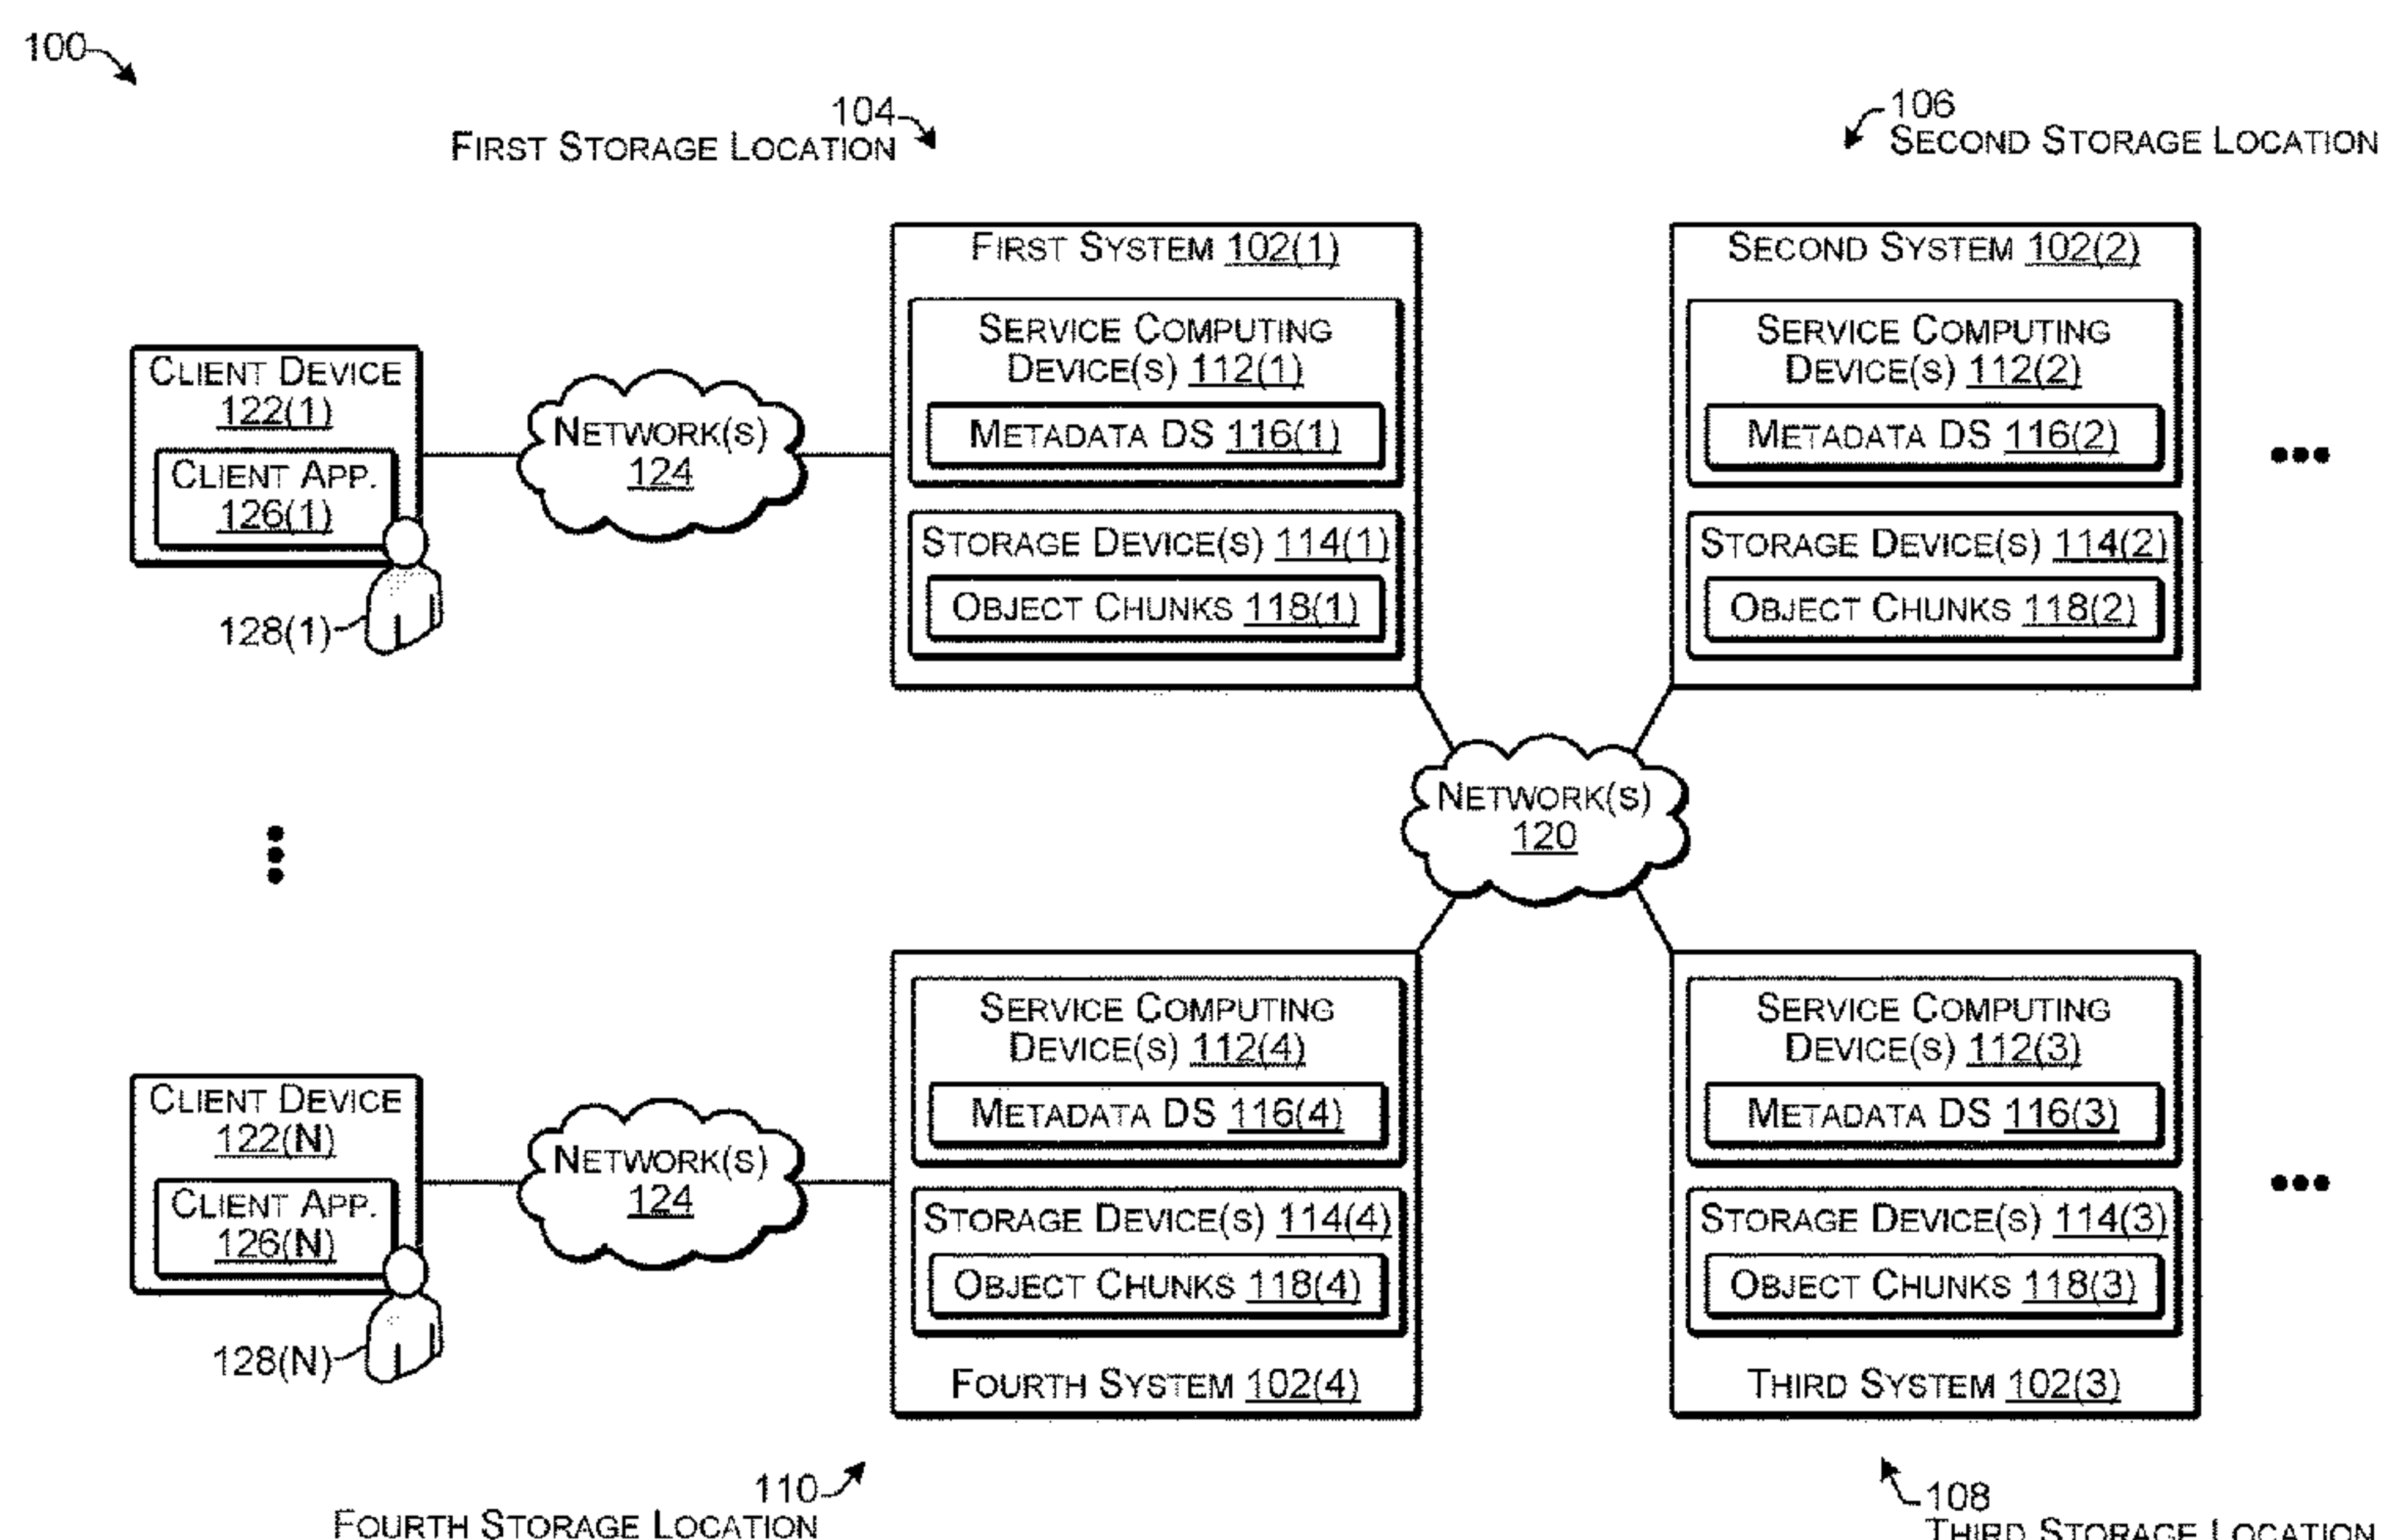 100
104
FIRST STORAGE LOCATION
106
SECOND STORAGE LOCATION
FIRST SYSTEM 102(1)
SERVICE COMPUTING
DEVICE(S) 112(1)
METADATA DS 116(1)
STORAGE DEVICE(S) 114(1)
OBJECT CHUNKS 118(1)
SECOND SYSTEM 102(2)
SERVICE COMPUTING
DEVICE(S) 112(2)
METADATA DS 116(2)
STORAGE DEVICE(S) 114(2)
OBJECT CHUNKS 118(2)
CLIENT DEVICE
122(1)
CLIENT APP.
126(1)
128(1)
NETWORK(S)
124
NETWORK(S)
120
CLIENT DEVICE
122(N)
CLIENT APP.
126(N)
128(N)
NETWORK(S)
124
SERVICE COMPUTING
DEVICE(S) 112(4)
METADATA DS 116(4)
STORAGE DEVICE(S) 114(4)
OBJECT CHUNKS 118(4)
FOURTH SYSTEM 102(4)
SERVICE COMPUTING
DEVICE(S) 112(3)
METADATA DS 116(3)
STORAGE DEVICE(S) 114(3)
OBJECT CHUNKS 118(3)
THIRD SYSTEM 102(3)
110
FOURTH STORAGE LOCATION
108
THIRD STORAGE LOCATION